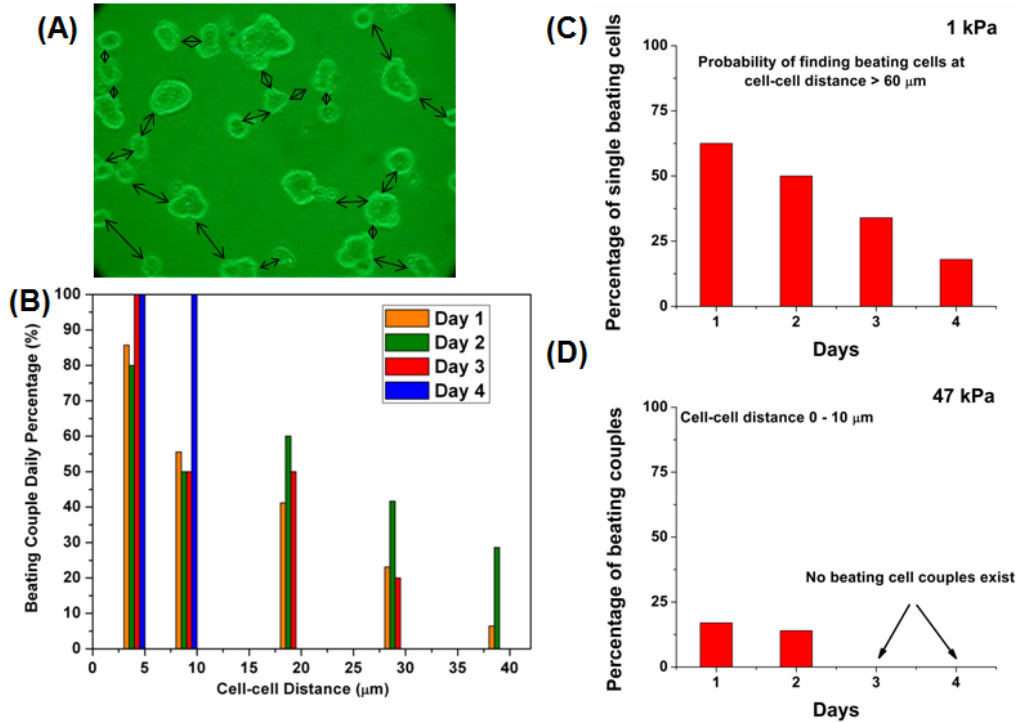 (A)
(B)
100
90
80
70
60
50
40
30
20
10
0
Beating Couple Daily Percentage (%)
Day 1
Day 2
Day 3
Day 4
0 5 10 15 20 25 30 35 40
Cell-cell Distance (μm)
(C)
1 kPa
100
75
50
25
0
Percentage of single beating cells
Probability of finding beating cells at
cell-cell distance > 60 μm
1 2 3 4
Days
(D)
47 kPa
100
75
50
25
0
Percentage of beating couples
Cell-cell distance 0 - 10 μm
No beating cell couples exist
1 2 3 4
Days